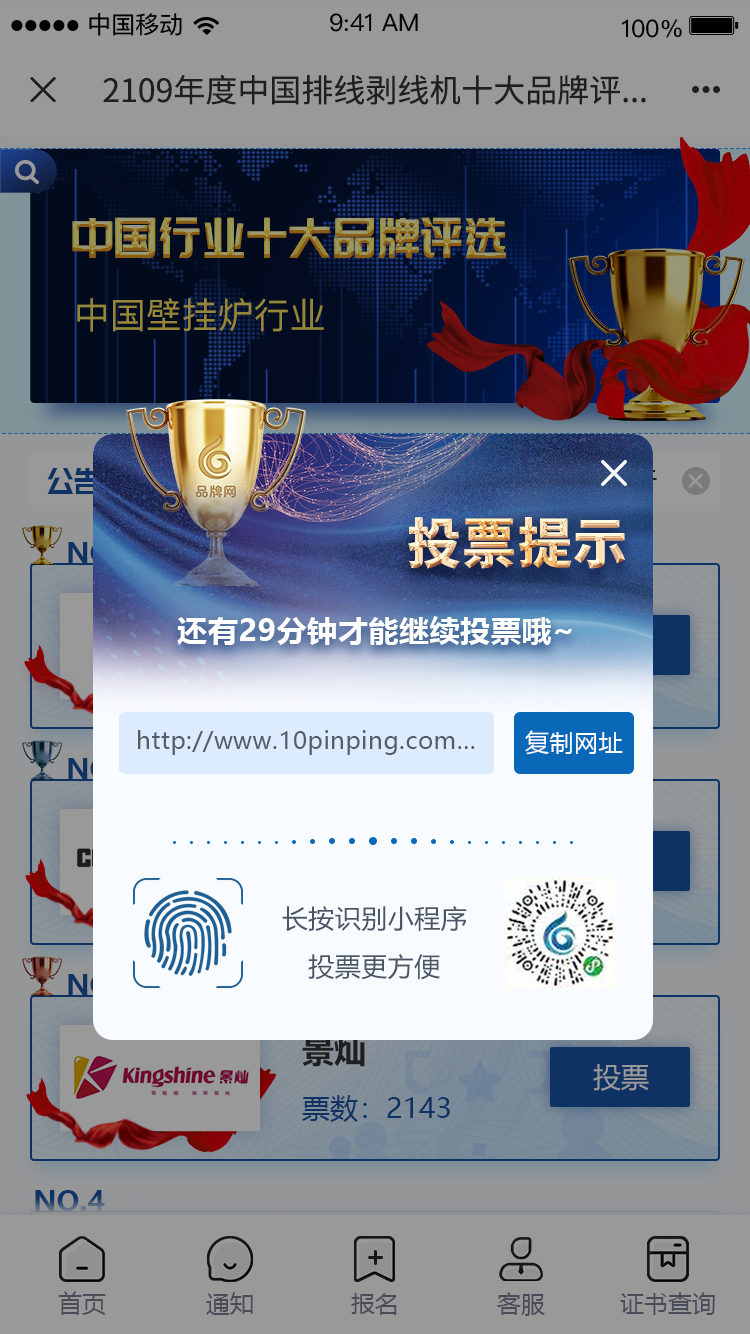 中国移动 9:41 AM 100%
2109年度中国排线剥线机十大品牌评...
中国行业十大品牌评选
中国壁挂炉行业
公告
品牌网
投票提示
还有29分钟才能继续投票哦~
http://www.10pinping.com...
复制网址
长按识别小程序
投票更方便
Kingshine 景灿
景灿
票数：2143
投票
NO.4
首页 通知 报名 客服 证书查询